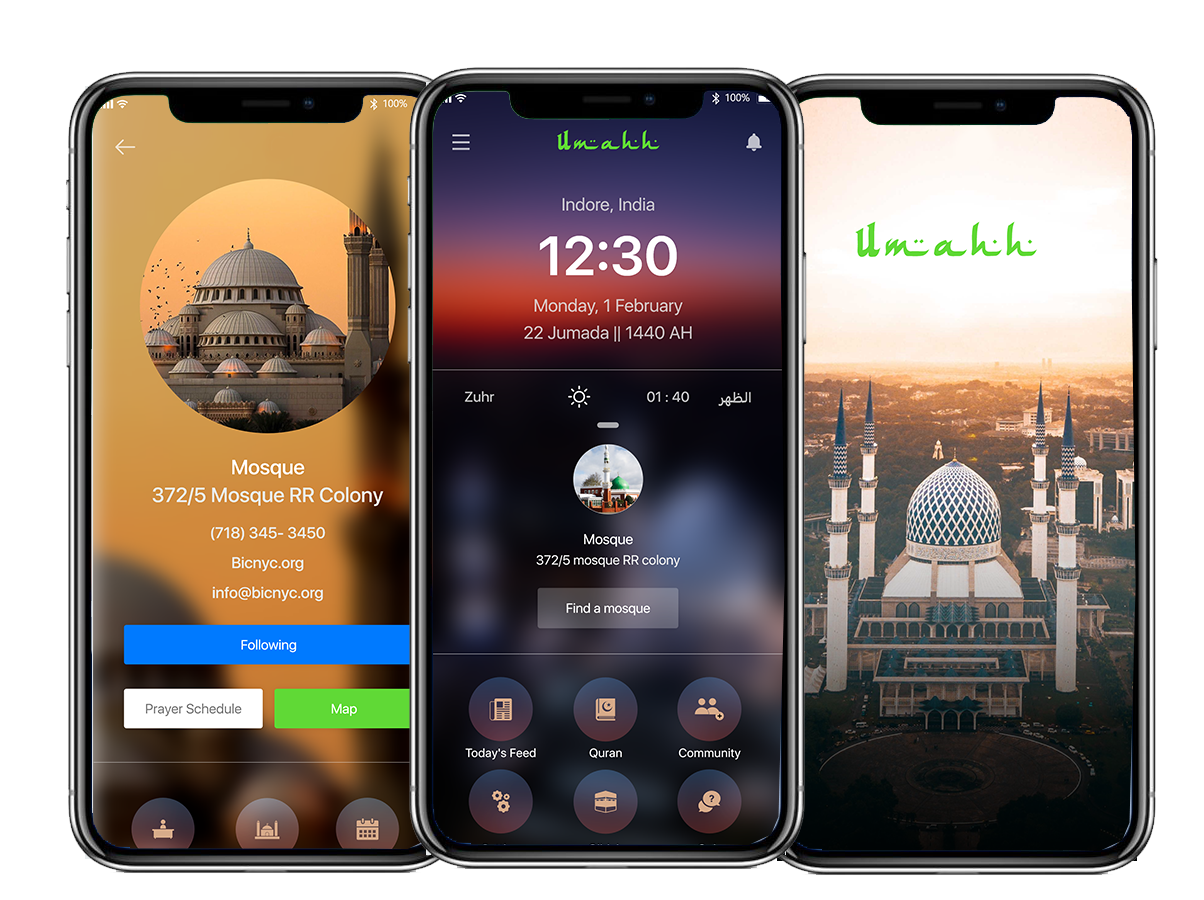 100%
Mosque
372/5 Mosque RR Colony
(718) 345- 3450
Bicnyc.org
info@bicnyc.org
Following
Prayer Schedule
Map
100%
Umahh
Indore, India
12:30
Monday, 1 February
22 Jumada || 1440 AH
Zuhr 01 : 40 الظهر
Mosque
372/5 mosque RR colony
Find a mosque
Today's Feed Quran Community
Umahh